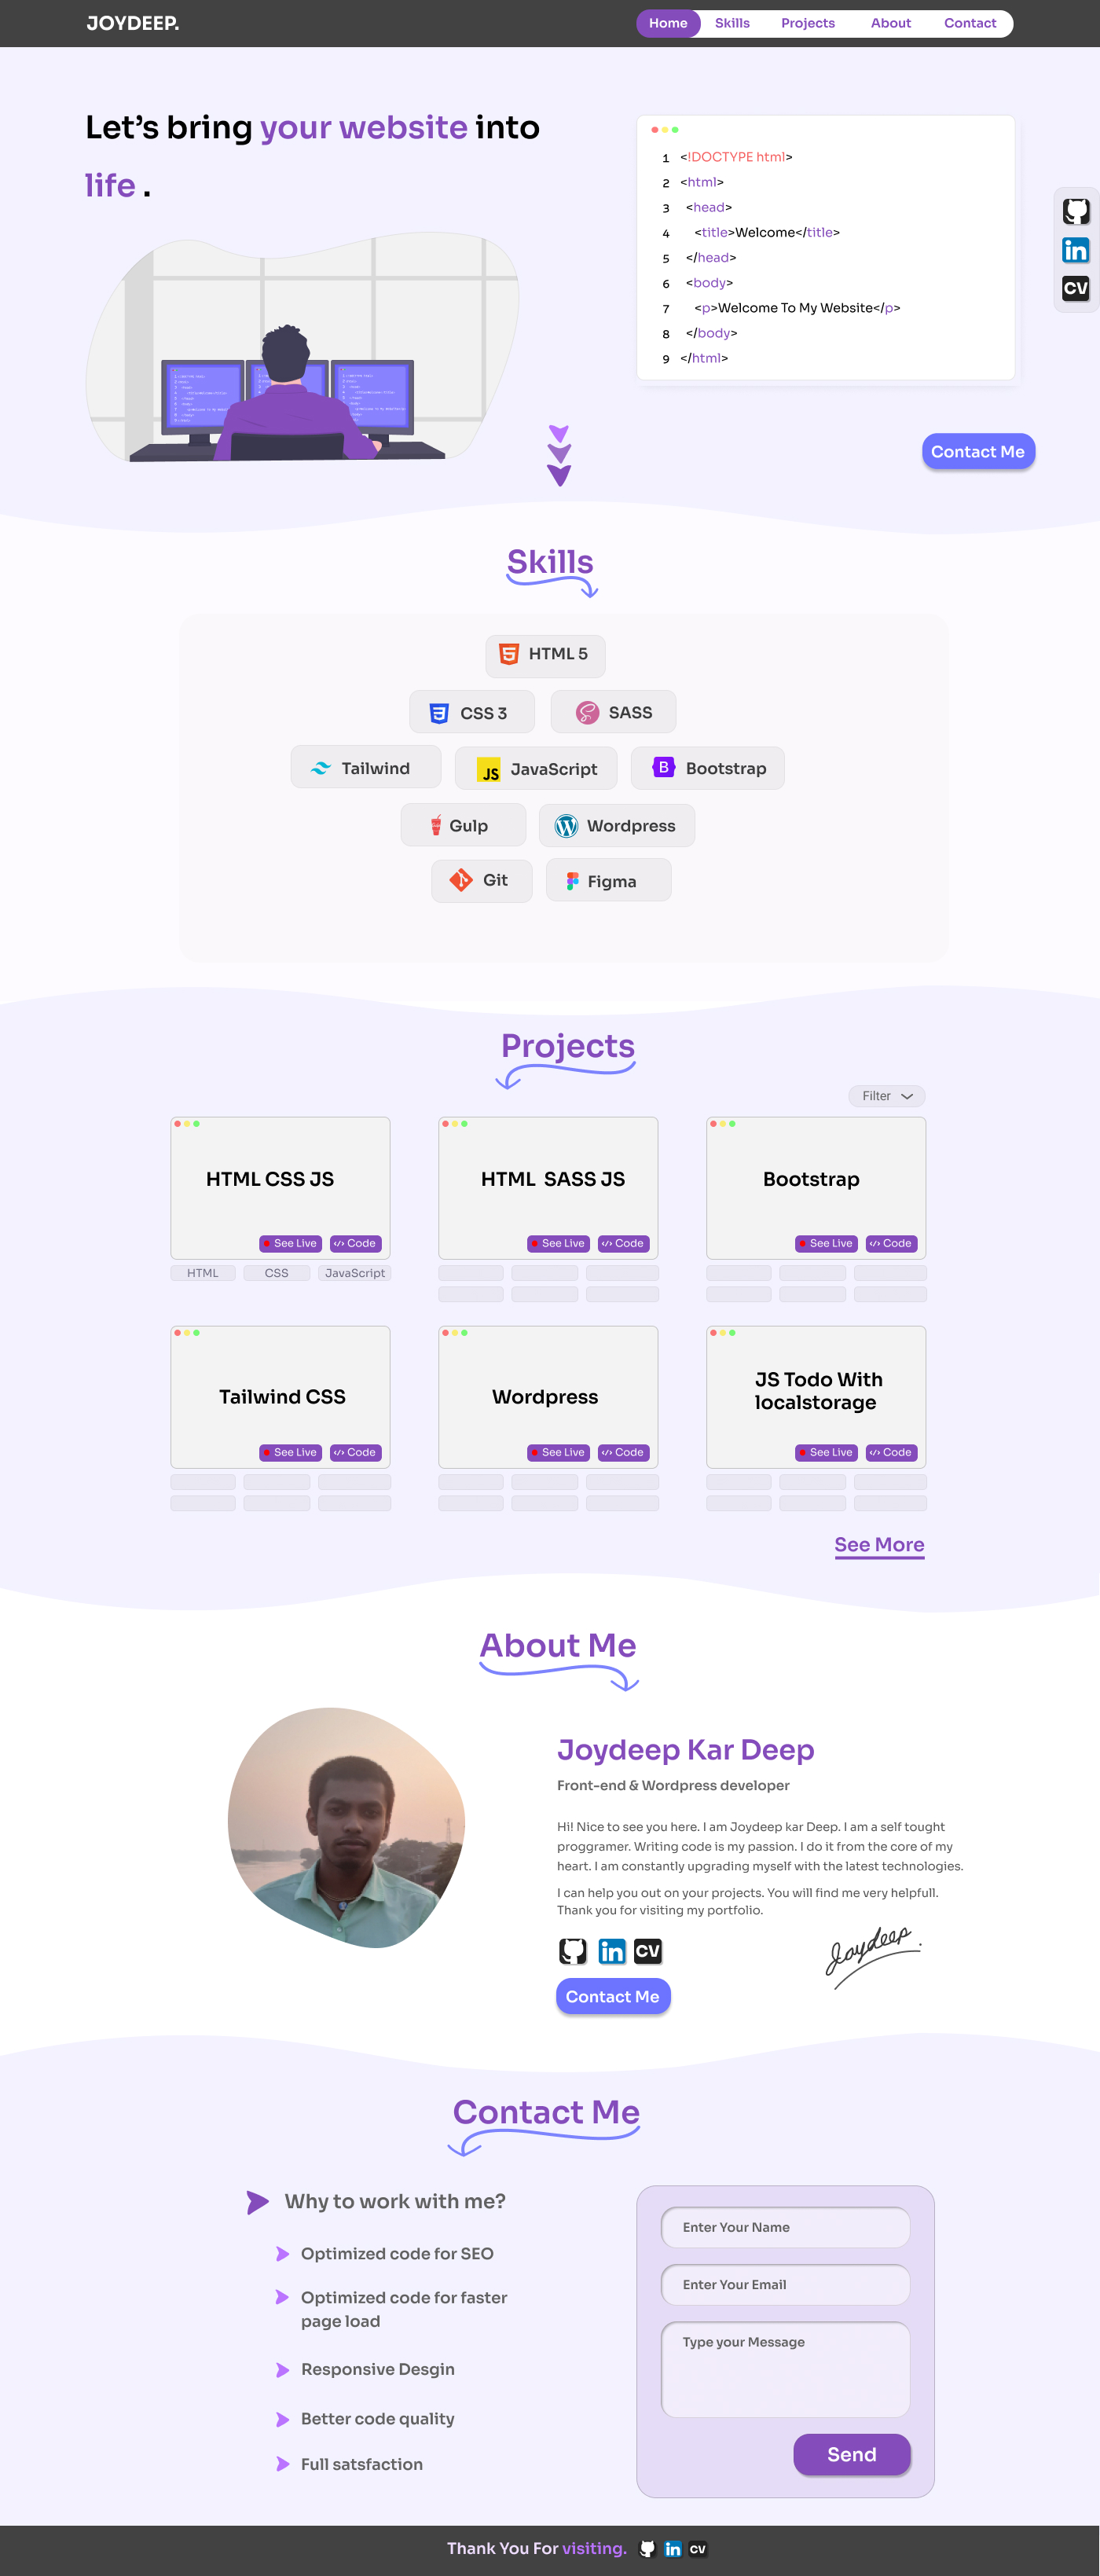 JOYDEEP.
Home Skills Projects About Contact
Let’s bring your website into
life .
1 <!DOCTYPE html>
2 <html>
3 <head>
4 <title>Welcome</title>
5 </head>
6 <body>
7 <p>Welcome To My Website</p>
8 </body>
9 </html>
CV
Contact Me
Skills
HTML 5
CSS 3 SASS
Tailwind JS JavaScript B Bootstrap
Gulp Wordpress
Git Figma
Projects
Filter
HTML CSS JS
See Live </> Code
HTML CSS JavaScript
HTML SASS JS
See Live </> Code
Bootstrap
See Live </> Code
Tailwind CSS
See Live </> Code
Wordpress
See Live </> Code
JS Todo With
localstorage
See Live </> Code
See More
About Me
Joydeep Kar Deep
Front-end & Wordpress developer
Hi! Nice to see you here. I am Joydeep kar Deep. I am a self tought
proggramer. Writing code is my passion. I do it from the core of my
heart. I am constantly upgrading myself with the latest technologies.
I can help you out on your projects. You will find me very helpfull.
Thank you for visiting my portfolio.
in CV
Joydeep.
Contact Me
Contact Me
Why to work with me?
Optimized code for SEO
Optimized code for faster
page load
Responsive Desgin
Better code quality
Full satsfaction
Enter Your Name
Enter Your Email
Type your Message
Send
Thank You For visiting. in CV